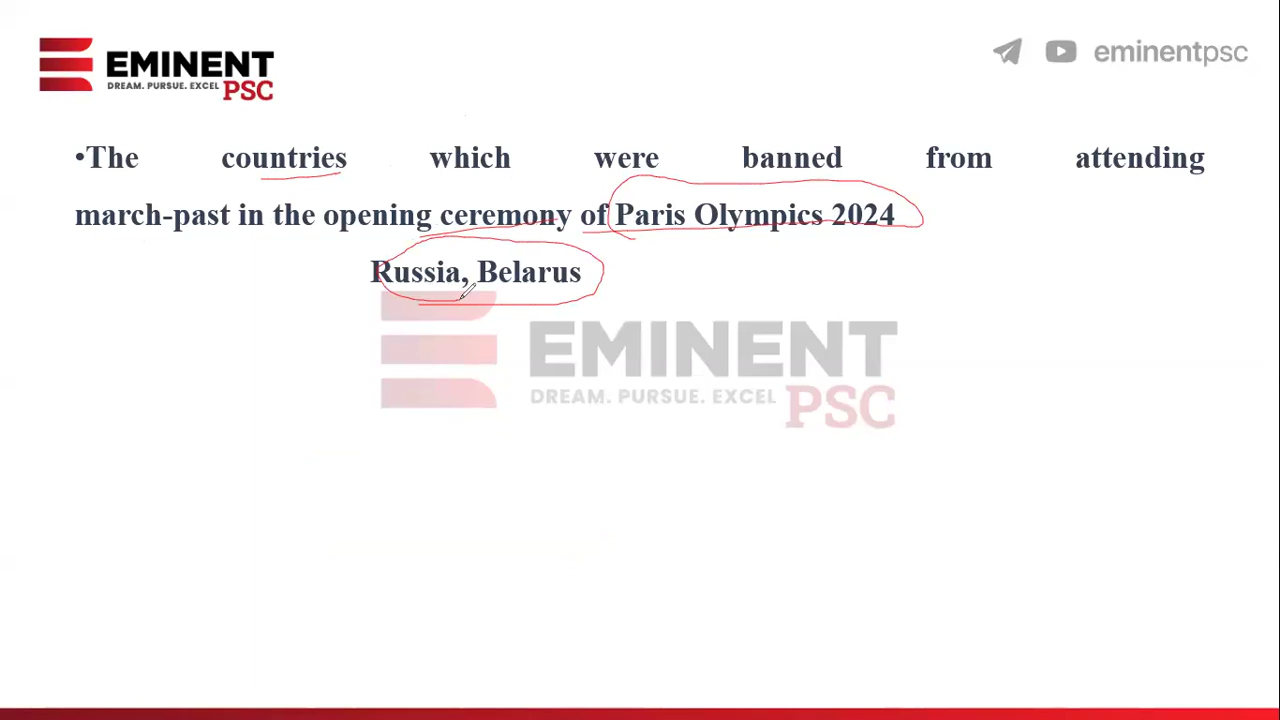 EMINENT
DREAM. PURSUE. EXCEL
PSC
eminentpsc
•The countries which were banned from attending
march-past in the opening ceremony of Paris Olympics 2024
Russia, Belarus
EMINENT
DREAM. PURSUE. EXCEL
PSC